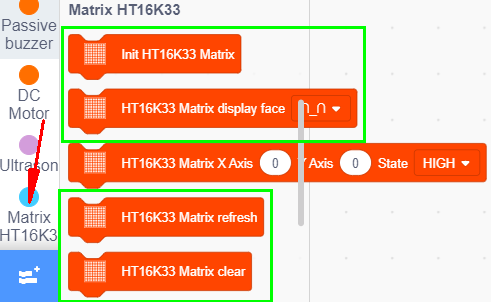 Matrix HT16K33
Passive
buzzer
Init HT16K33 Matrix
DC
Motor
HT16K33 Matrix display face ∩_∩
Ultrason
HT16K33 Matrix X Axis 0 Y Axis 0 State HIGH
Matrix
HT16K3
HT16K33 Matrix refresh
HT16K33 Matrix clear